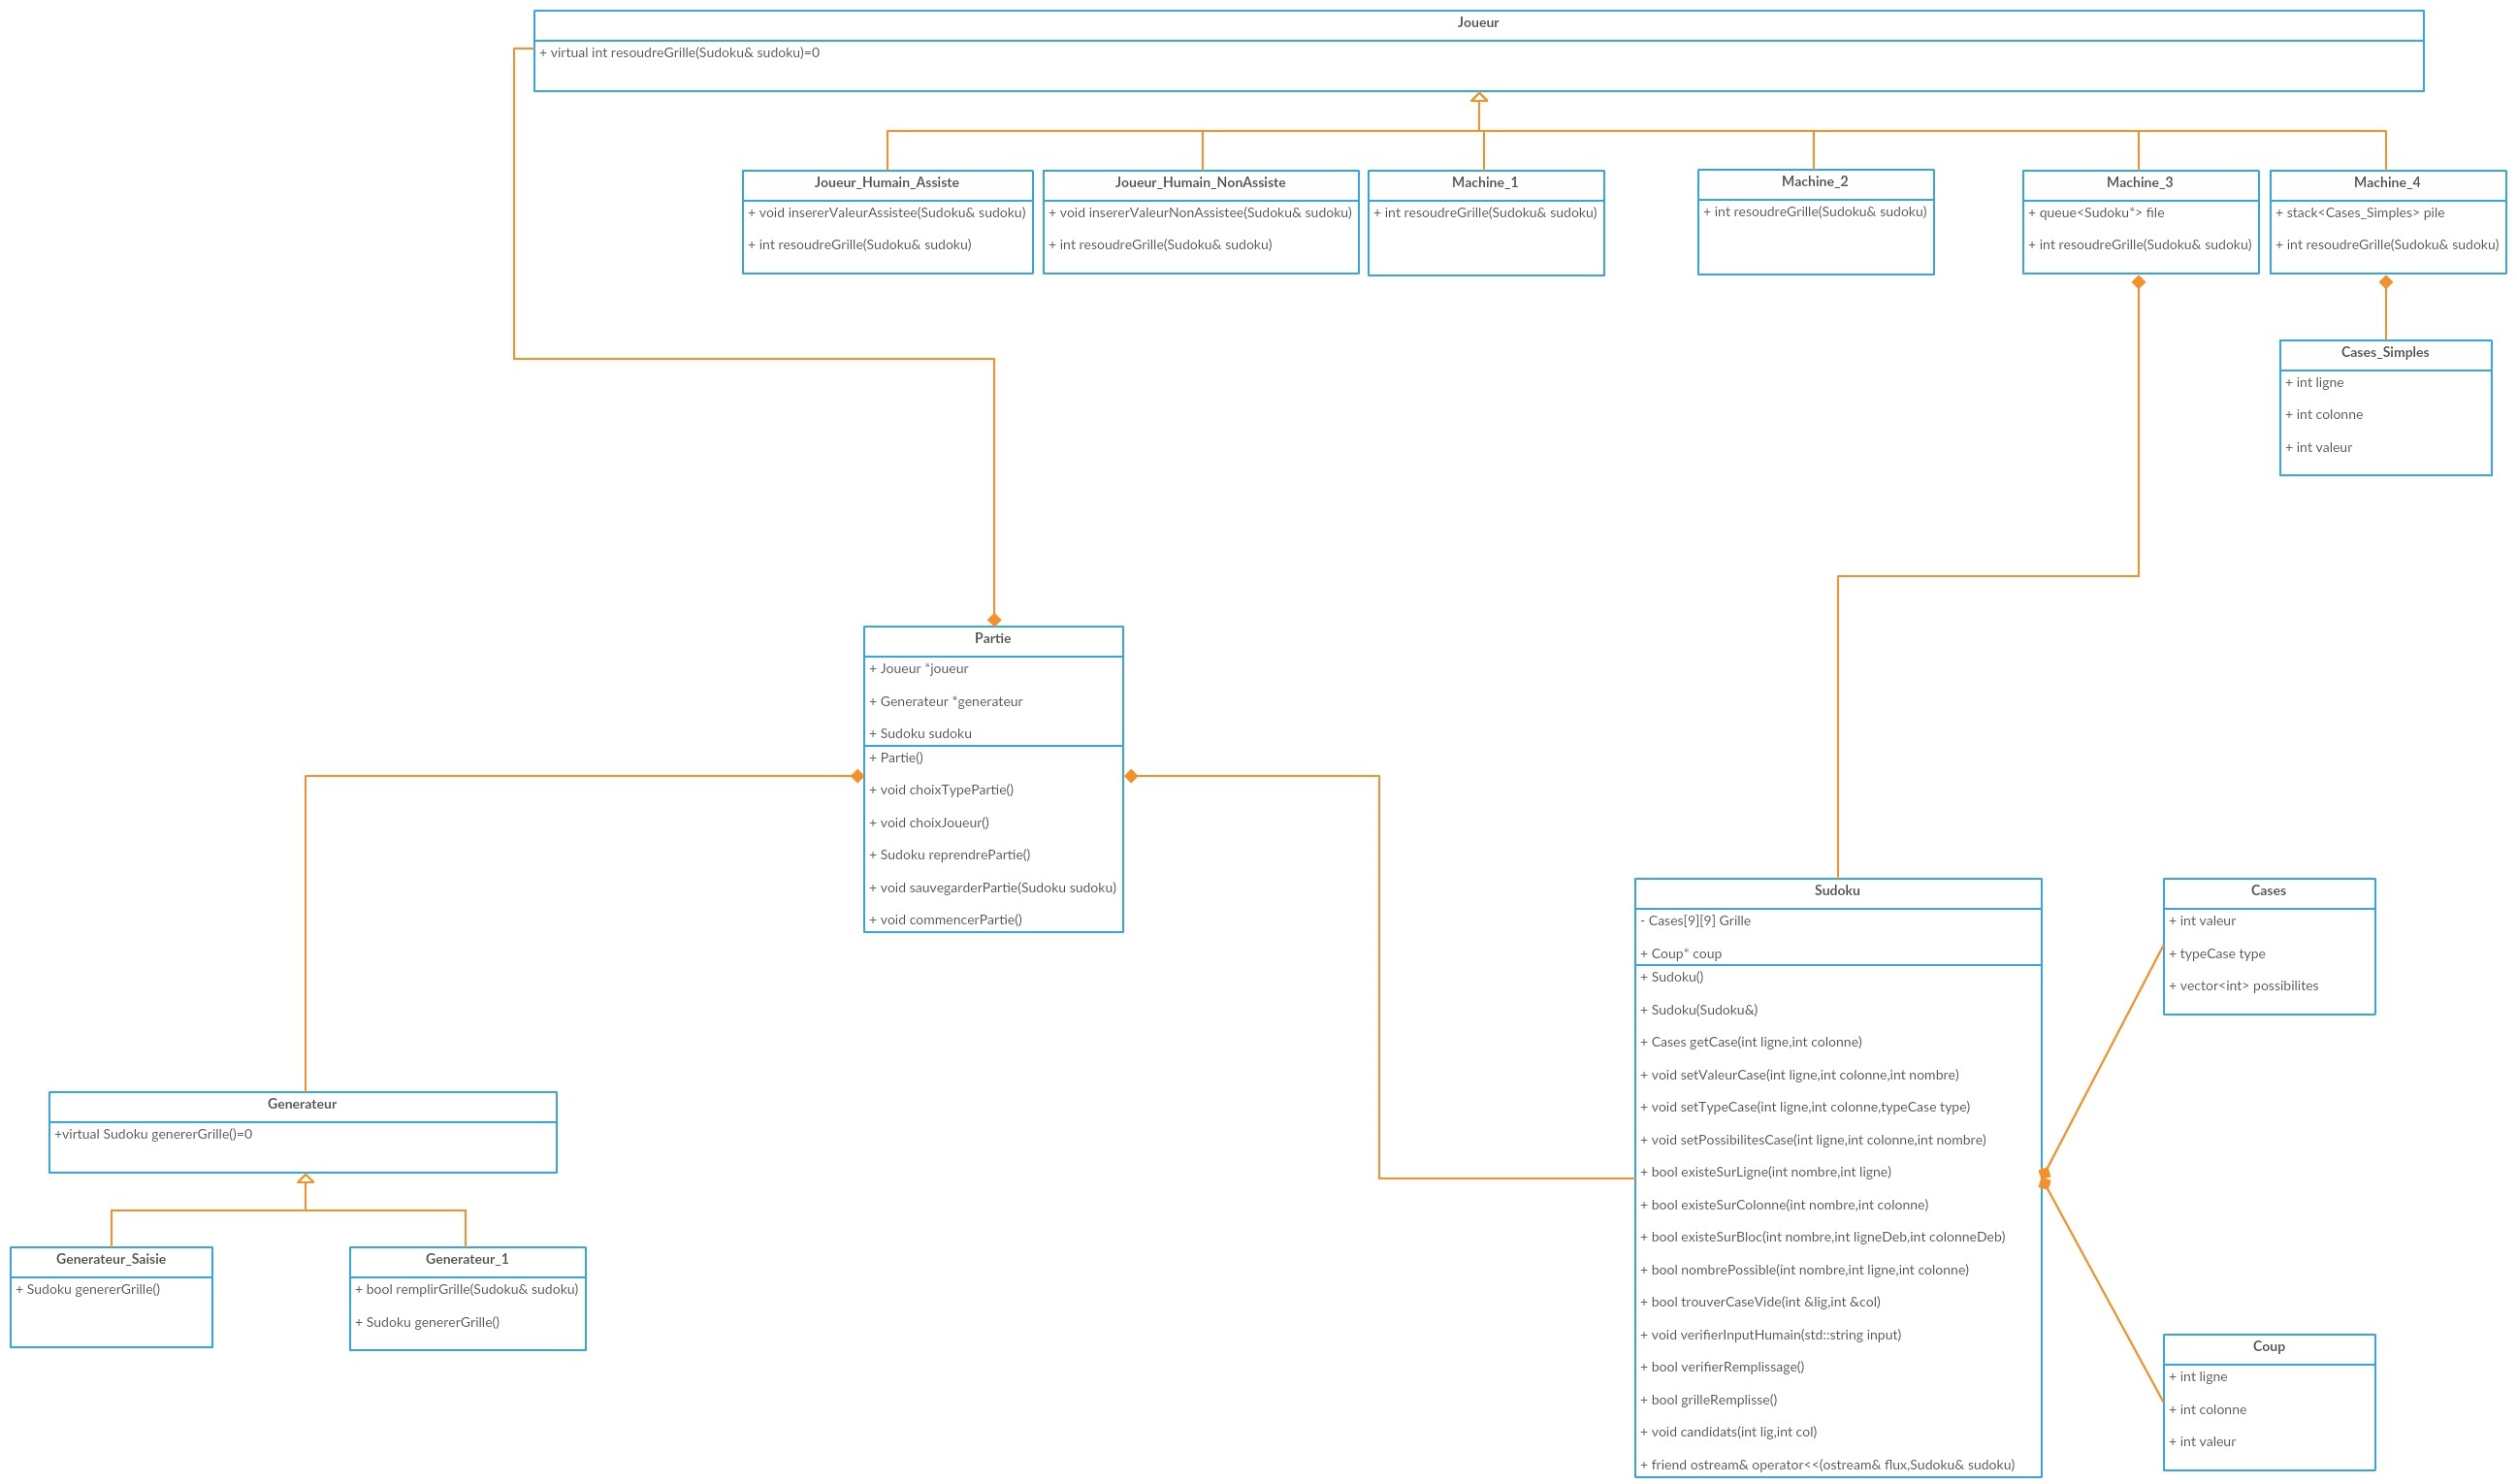 Joueur
+ virtual int resoudreGrille(Sudoku& sudoku)=0
Joueur_Humain_Assiste
+ void insererValeurAssistee(Sudoku& sudoku)
+ int resoudreGrille(Sudoku& sudoku)
Joueur_Humain_NonAssiste
+ void insererValeurNonAssistee(Sudoku& sudoku)
+ int resoudreGrille(Sudoku& sudoku)
Machine_1
+ int resoudreGrille(Sudoku& sudoku)
Machine_2
+ int resoudreGrille(Sudoku& sudoku)
Machine_3
+ queue<Sudoku*> file
+ int resoudreGrille(Sudoku& sudoku)
Machine_4
+ stack<Cases_Simples> pile
+ int resoudreGrille(Sudoku& sudoku)
Cases_Simples
+ int ligne
+ int colonne
+ int valeur
Partie
+ Joueur *joueur
+ Generateur *generateur
+ Sudoku sudoku
+ Partie()
+ void choixTypePartie()
+ void choixJoueur()
+ Sudoku reprendrePartie()
+ void sauvegarderPartie(Sudoku sudoku)
+ void commencerPartie()
Sudoku
- Cases[9][9] Grille
+ Coup* coup
+ Sudoku()
+ Sudoku(Sudoku&)
+ Cases getCase(int ligne,int colonne)
+ void setValeurCase(int ligne,int colonne,int nombre)
+ void setTypeCase(int ligne,int colonne,typeCase type)
+ void setPossibilitesCase(int ligne,int colonne,int nombre)
+ bool existeSurLigne(int nombre,int ligne)
+ bool existeSurColonne(int nombre,int colonne)
+ bool existeSurBloc(int nombre,int ligneDeb,int colonneDeb)
+ bool nombrePossible(int nombre,int ligne,int colonne)
+ bool trouverCaseVide(int &lig,int &col)
+ void verifierInputHumain(std::string input)
+ bool verifierRemplissage()
+ bool grilleRemplisse()
+ void candidats(int lig,int col)
+ friend ostream& operator<<(ostream& flux,Sudoku& sudoku)
Cases
+ int valeur
+ typeCase type
+ vector<int> possibilites
Coup
+ int ligne
+ int colonne
+ int valeur
Generateur
+virtual Sudoku genererGrille()=0
Generateur_Saisie
+ Sudoku genererGrille()
Generateur_1
+ bool remplirGrille(Sudoku& sudoku)
+ Sudoku genererGrille()